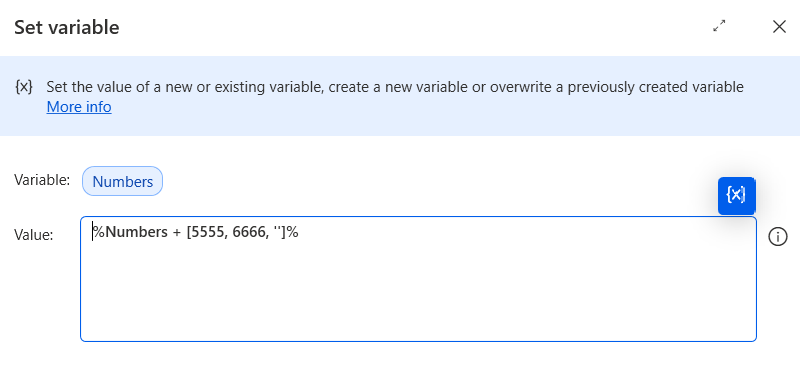 Set variable
{x} Set the value of a new or existing variable, create a new variable or overwrite a previously created variable
More info
Variable: Numbers
{x}
Value: %Numbers + [5555, 6666, '']%